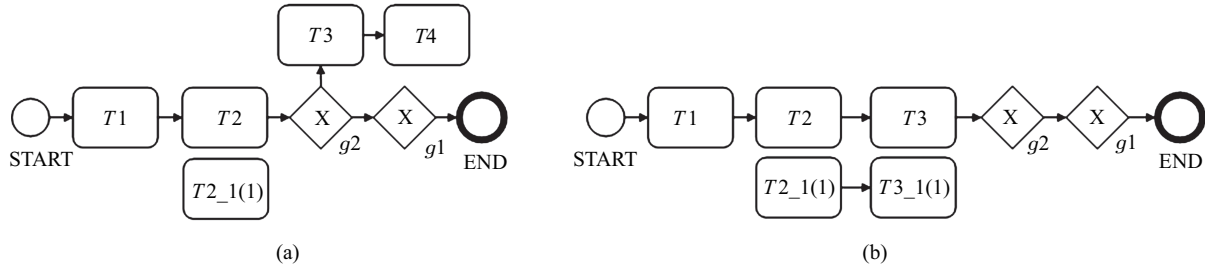 T3 T4
T1 T2 X X
g2 g1
START END
T2_1(1)
(a)
T1 T2 T3 X X
g2 g1
START END
T2_1(1) T3_1(1)
(b)